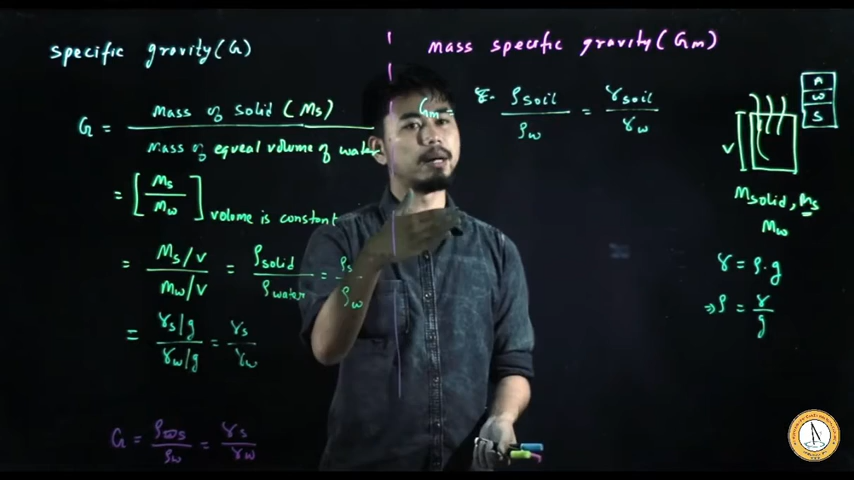 specific gravity (G)
G = Mass of solid (Ms) / Mass of equeal volume of water
= [Ms / Mw] volume is constant
= Ms/v / Mw/v = ρsolid / ρwater = ρs / ρw
= γs/g / γw/g = γs / γw
G = ρs / ρw = γs / γw
mass specific gravity (Gm)
Gm = ρsoil / ρw = γsoil / γw
A
W
S
V
Msolid, Ms
Mw
γ = ρ.g
⇒ρ = γ / g